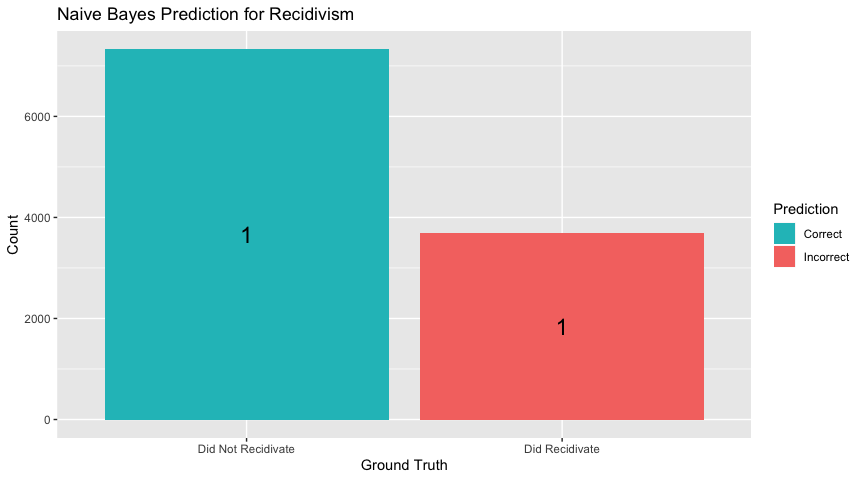 Naive Bayes Prediction for Recidivism
Count
6000
4000
2000
0
1
1
Did Not Recidivate
Did Recidivate
Ground Truth
Prediction
Correct
Incorrect